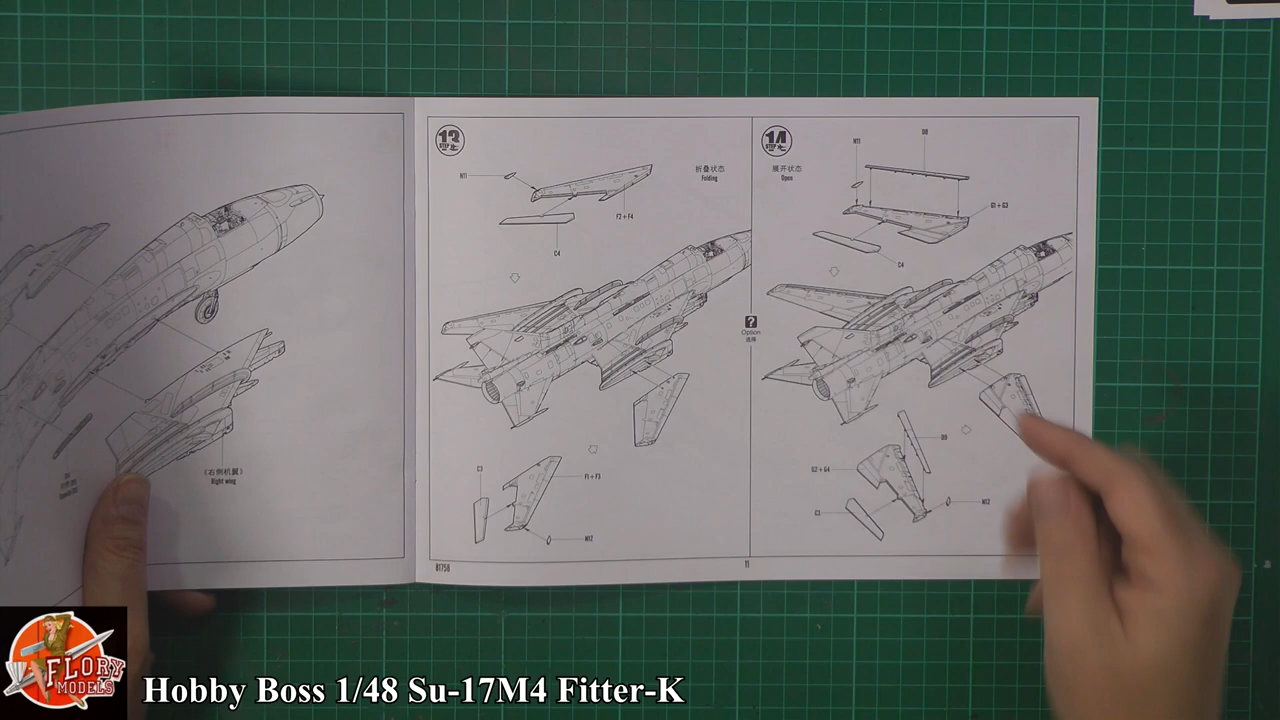 13
STEP
N11
折叠状态
Folding
F2+F4
C4
C3
F1+F3
N12
81758
11
?
Option
选择
14
STEP
展开状态
Open
N11
D8
G1+G3
C4
D9
G2+G4
C3
N12
(右侧机翼)
Right wing
FLORY
MODELS
Hobby Boss 1/48 Su-17M4 Fitter-K